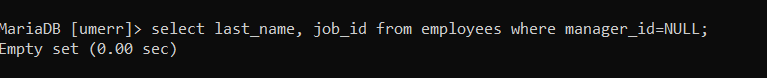 MariaDB [umerr]> select last_name, job_id from employees where manager_id=NULL;
Empty set (0.00 sec)